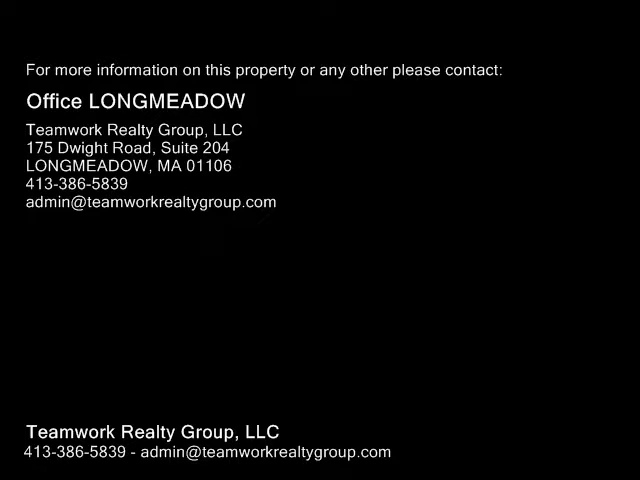 For more information on this property or any other please contact:
Office LONGMEADOW
Teamwork Realty Group, LLC
175 Dwight Road, Suite 204
LONGMEADOW, MA 01106
413-386-5839
admin@teamworkrealtygroup.com
Teamwork Realty Group, LLC
413-386-5839 - admin@teamworkrealtygroup.com